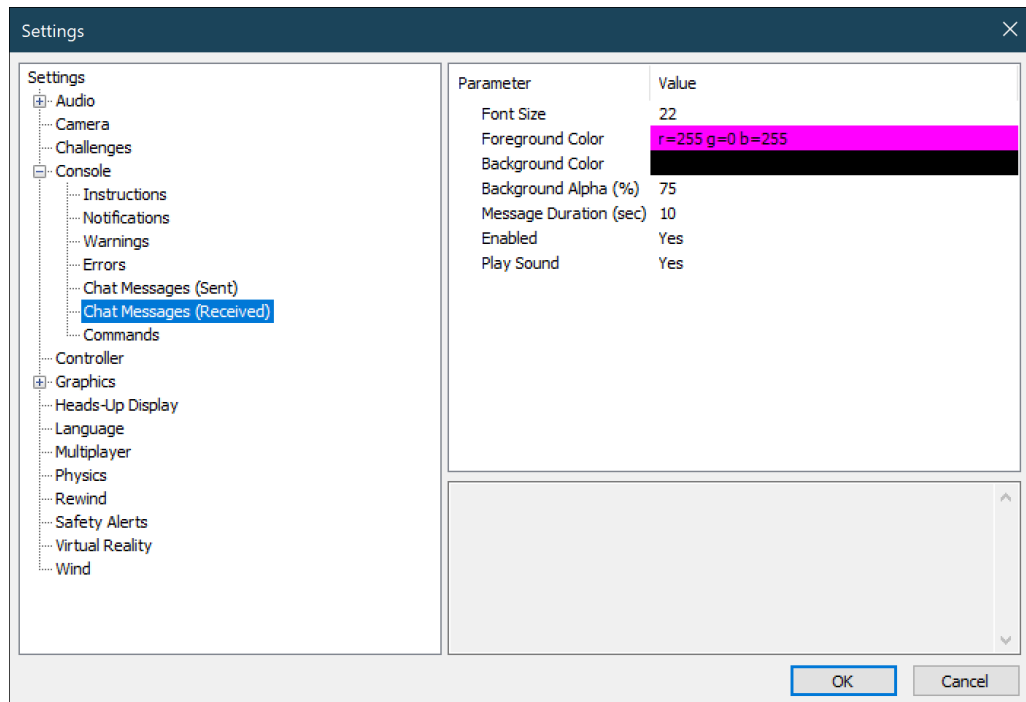 Settings
Settings
Audio
Camera
Challenges
Console
Instructions
Notifications
Warnings
Errors
Chat Messages (Sent)
Chat Messages (Received)
Commands
Controller
Graphics
Heads-Up Display
Language
Multiplayer
Physics
Rewind
Safety Alerts
Virtual Reality
Wind
Parameter Value
Font Size 22
Foreground Color r=255 g=0 b=255
Background Color
Background Alpha (%) 75
Message Duration (sec) 10
Enabled Yes
Play Sound Yes
OK Cancel